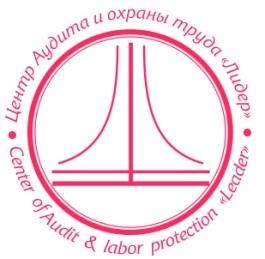 Центр Аудита и охраны труда «Лидер»
Center of Audit & labor protection «Leader»